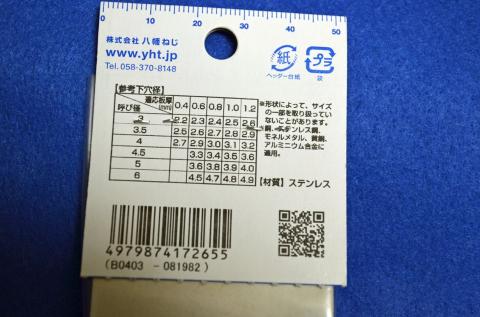 0 10 20 30 40 50
株式会社 八幡ねじ
www.yht.jp
Tel. 058-370-8148
紙
ヘッダー台紙
プラ
袋
【参考下穴径】
適応板厚(mm) 0.4 0.6 0.8 1.0 1.2
呼び径
3 2.2 2.3 2.4 2.5 2.6
3.5 2.5 2.6 2.7 2.8 2.9
4 2.7 2.9 3.0 3.1 3.2
4.5 3.3 3.4 3.5 3.6
5 3.6 3.8 3.9 4.0
6 4.5 4.7 4.8 4.9
※形状によって、サイズ
の一部を取り扱ってい
ないことがあります。
鋼、ステンレス鋼、
モネルメタル、黄銅、
アルミニウム合金に
適用。
【材質】ステンレス
4979874172655
(B0403 - 081982)